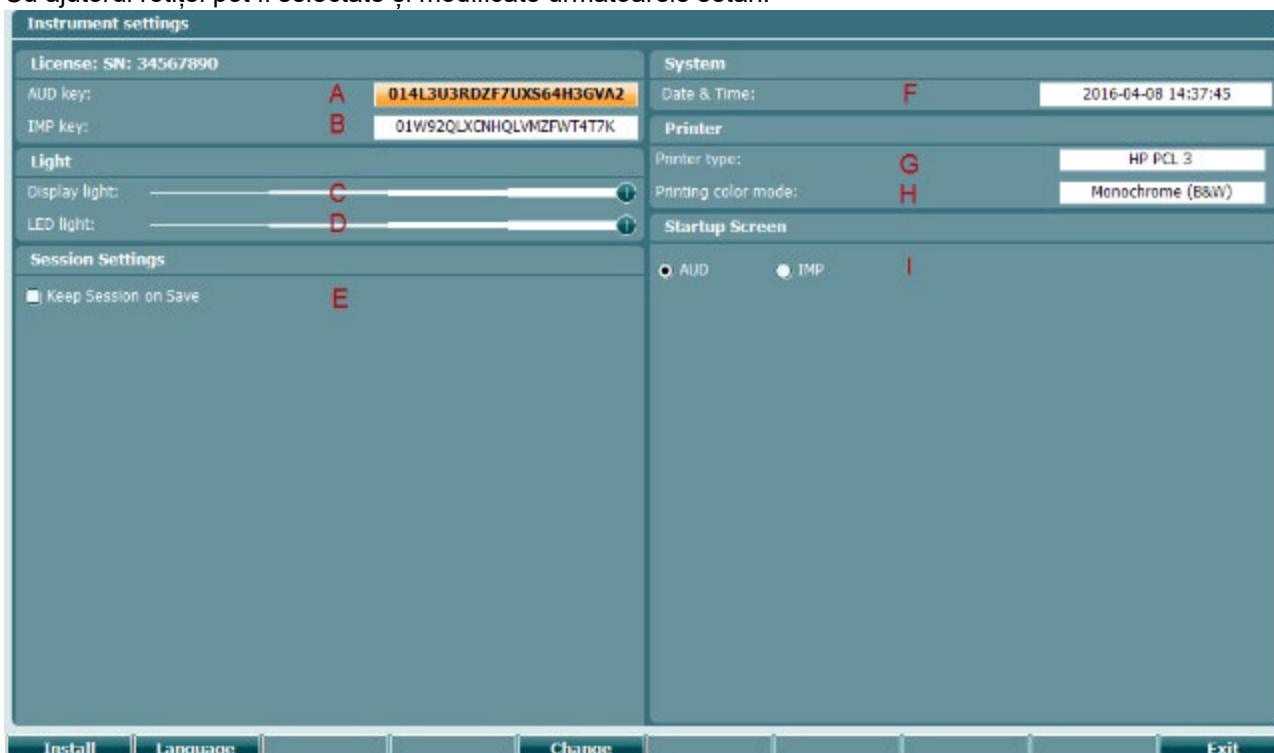 Cu ajutorul rotiței pot fi selectate și modificate următoarele setări:
Instrument settings
License: SN: 34567890
AUD key: A 014L3U3RDZF7UXS64H3GVA2
IMP key: B 01W92QLXCNHQLVMZFWT4T7K
Light
Display light: C
LED light: D
Session Settings
Keep Session on Save E
System
Date & Time: F 2016-04-08 14:37:45
Printer
Printer type: G HP PCL 3
Printing color mode: H Monochrome (B&W)
Startup Screen
AUD IMP I
Install Language Change Exit